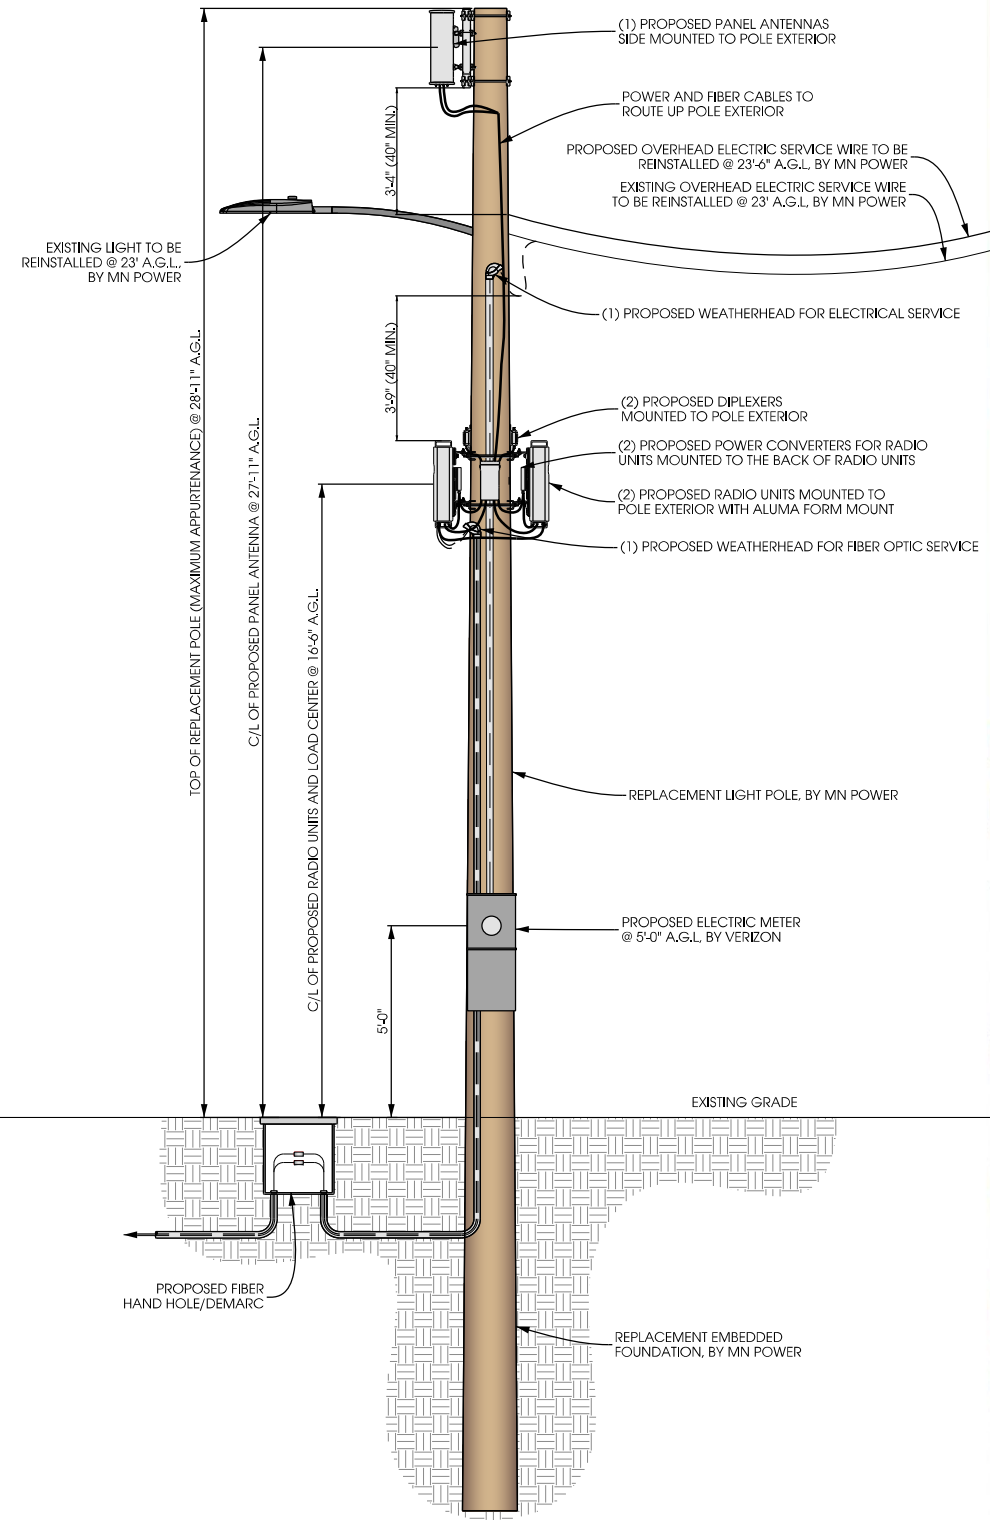 (1) PROPOSED PANEL ANTENNAS
SIDE MOUNTED TO POLE EXTERIOR
POWER AND FIBER CABLES TO
ROUTE UP POLE EXTERIOR
3'-4" (40" MIN.)
PROPOSED OVERHEAD ELECTRIC SERVICE WIRE TO BE
REINSTALLED @ 23'-6" A.G.L, BY MN POWER
EXISTING OVERHEAD ELECTRIC SERVICE WIRE
TO BE REINSTALLED @ 23' A.G.L, BY MN POWER
EXISTING LIGHT TO BE
REINSTALLED @ 23' A.G.L.,
BY MN POWER
(1) PROPOSED WEATHERHEAD FOR ELECTRICAL SERVICE
3'-9" (40" MIN.)
TOP OF REPLACEMENT POLE (MAXIMUM APPURTENANCE) @ 28'-11" A.G.L.
C/L OF PROPOSED PANEL ANTENNA @ 27'-11" A.G.L.
C/L OF PROPOSED RADIO UNITS AND LOAD CENTER @ 16'-6" A.G.L.
(2) PROPOSED DIPLEXERS
MOUNTED TO POLE EXTERIOR
(2) PROPOSED POWER CONVERTERS FOR RADIO
UNITS MOUNTED TO THE BACK OF RADIO UNITS
(2) PROPOSED RADIO UNITS MOUNTED TO
POLE EXTERIOR WITH ALUMA FORM MOUNT
(1) PROPOSED WEATHERHEAD FOR FIBER OPTIC SERVICE
REPLACEMENT LIGHT POLE, BY MN POWER
PROPOSED ELECTRIC METER
@ 5'-0" A.G.L, BY VERIZON
5'-0"
EXISTING GRADE
PROPOSED FIBER
HAND HOLE/DEMARC
REPLACEMENT EMBEDDED
FOUNDATION, BY MN POWER